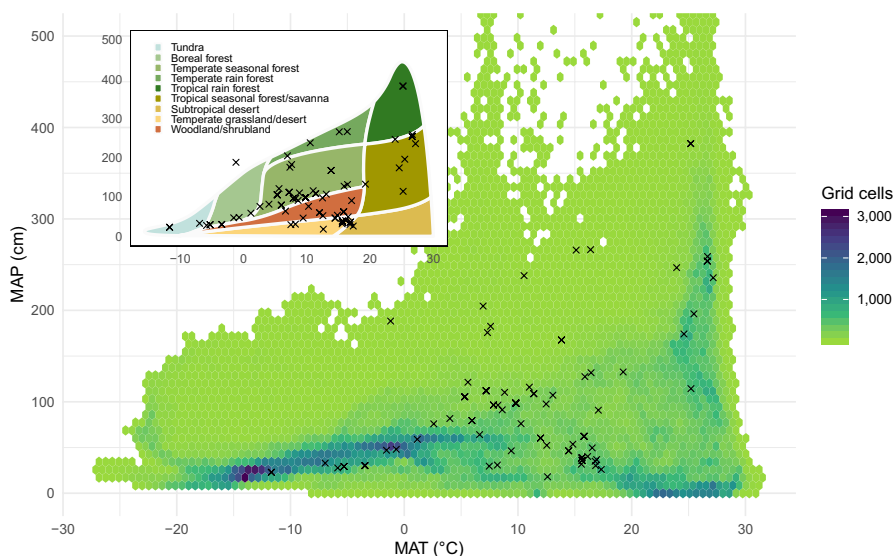 500
400
300
200
100
0
MAP (cm)
−30
−20
−10
0
10
20
30
MAT (°C)
500
400
300
200
100
0
−10
0
10
20
30
Tundra
Boreal forest
Temperate seasonal forest
Temperate rain forest
Tropical rain forest
Tropical seasonal forest/savanna
Subtropical desert
Temperate grassland/desert
Woodland/shrubland
Grid cells
3,000
2,000
1,000